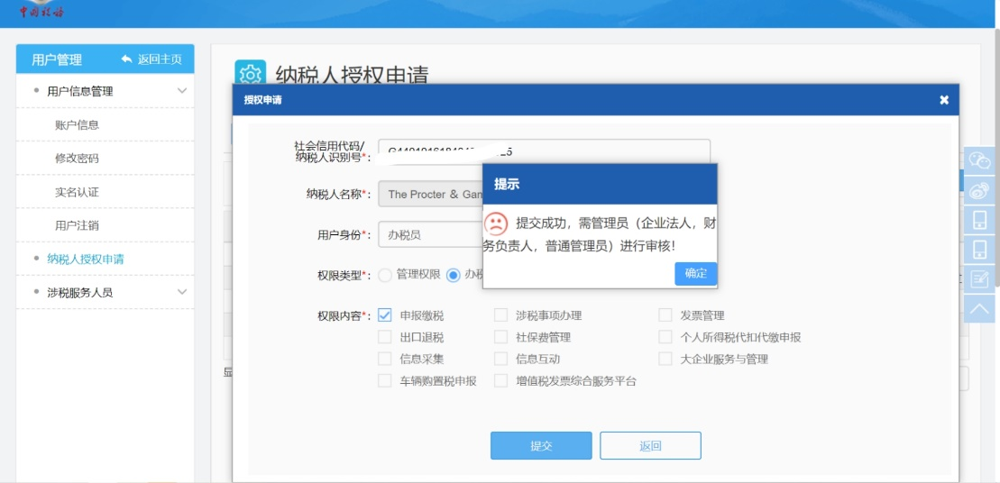 中国税务
用户管理
返回主页
用户信息管理
账户信息
修改密码
实名认证
用户注销
纳税人授权申请
涉税服务人员
纳税人授权申请
授权申请
社会信用代码/
纳税人识别号*:
纳税人名称*: The Procter & Gam
用户身份*: 办税员
权限类型*: 管理权限 办税
提示
提交成功，需管理员（企业法人，财
务负责人，普通管理员）进行审核！
确定
权限内容*: 申报缴税 涉税事项办理 发票管理
出口退税 社保费管理 个人所得税代扣代缴申报
信息采集 信息互动 大企业服务与管理
车辆购置税申报 增值税发票综合服务平台
提交 返回